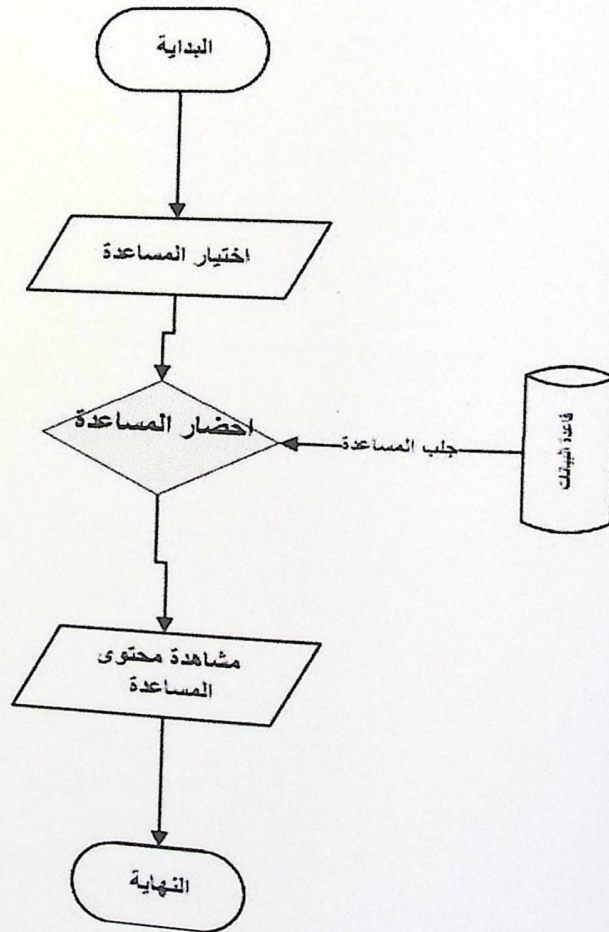 البداية
اختيار المساعدة
احضار المساعدة
جلب المساعدة
قاعدة البيانات
مشاهدة محتوى
المساعدة
النهاية